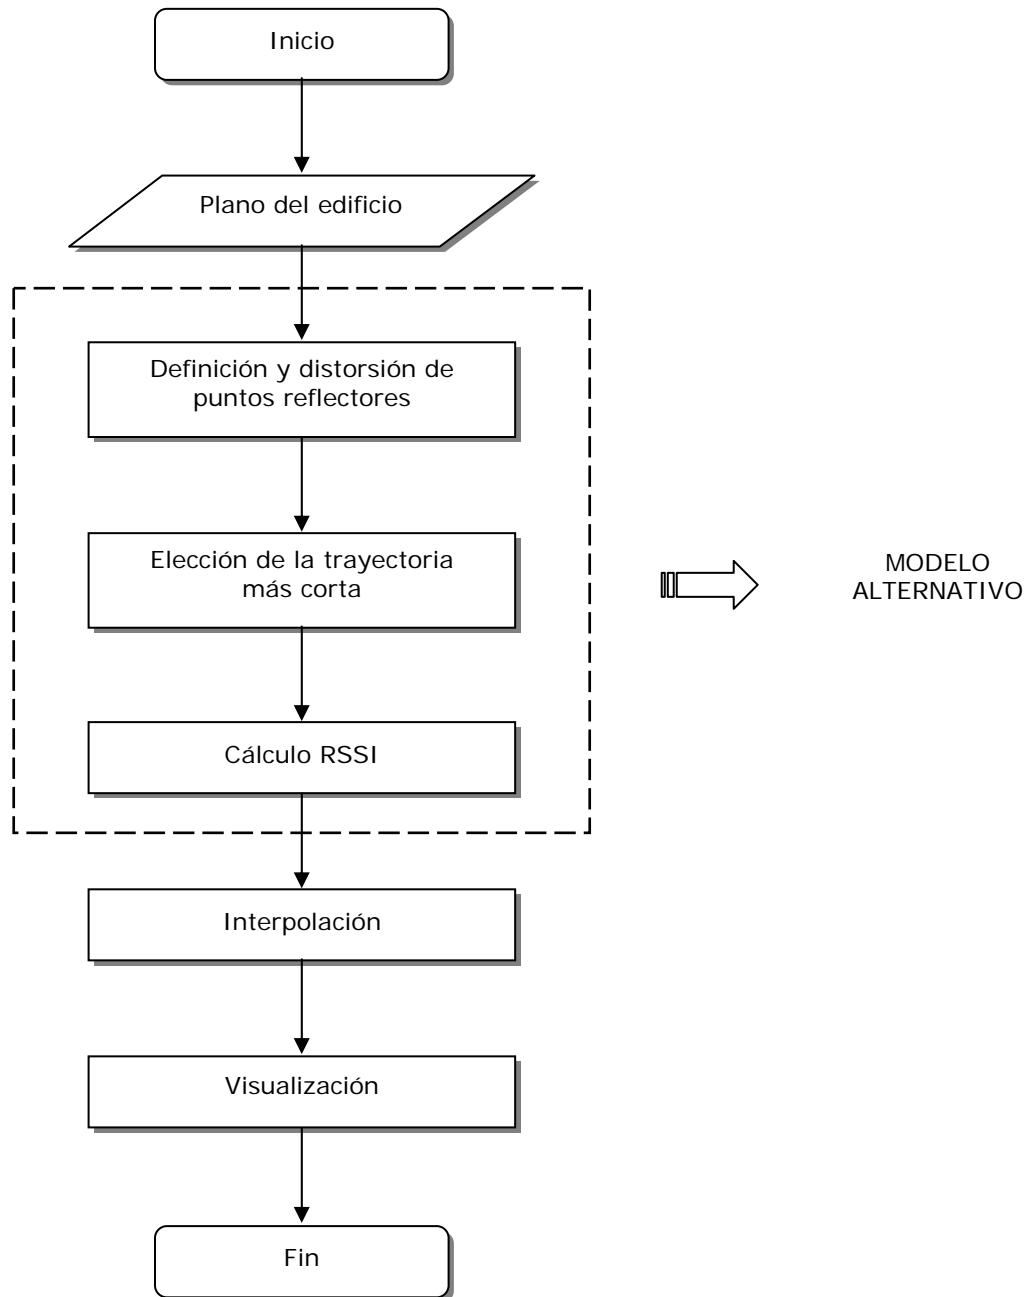 Inicio
Plano del edificio
Definición y distorsión de
puntos reflectores
Elección de la trayectoria
más corta
MODELO
ALTERNATIVO
Cálculo RSSI
Interpolación
Visualización
Fin